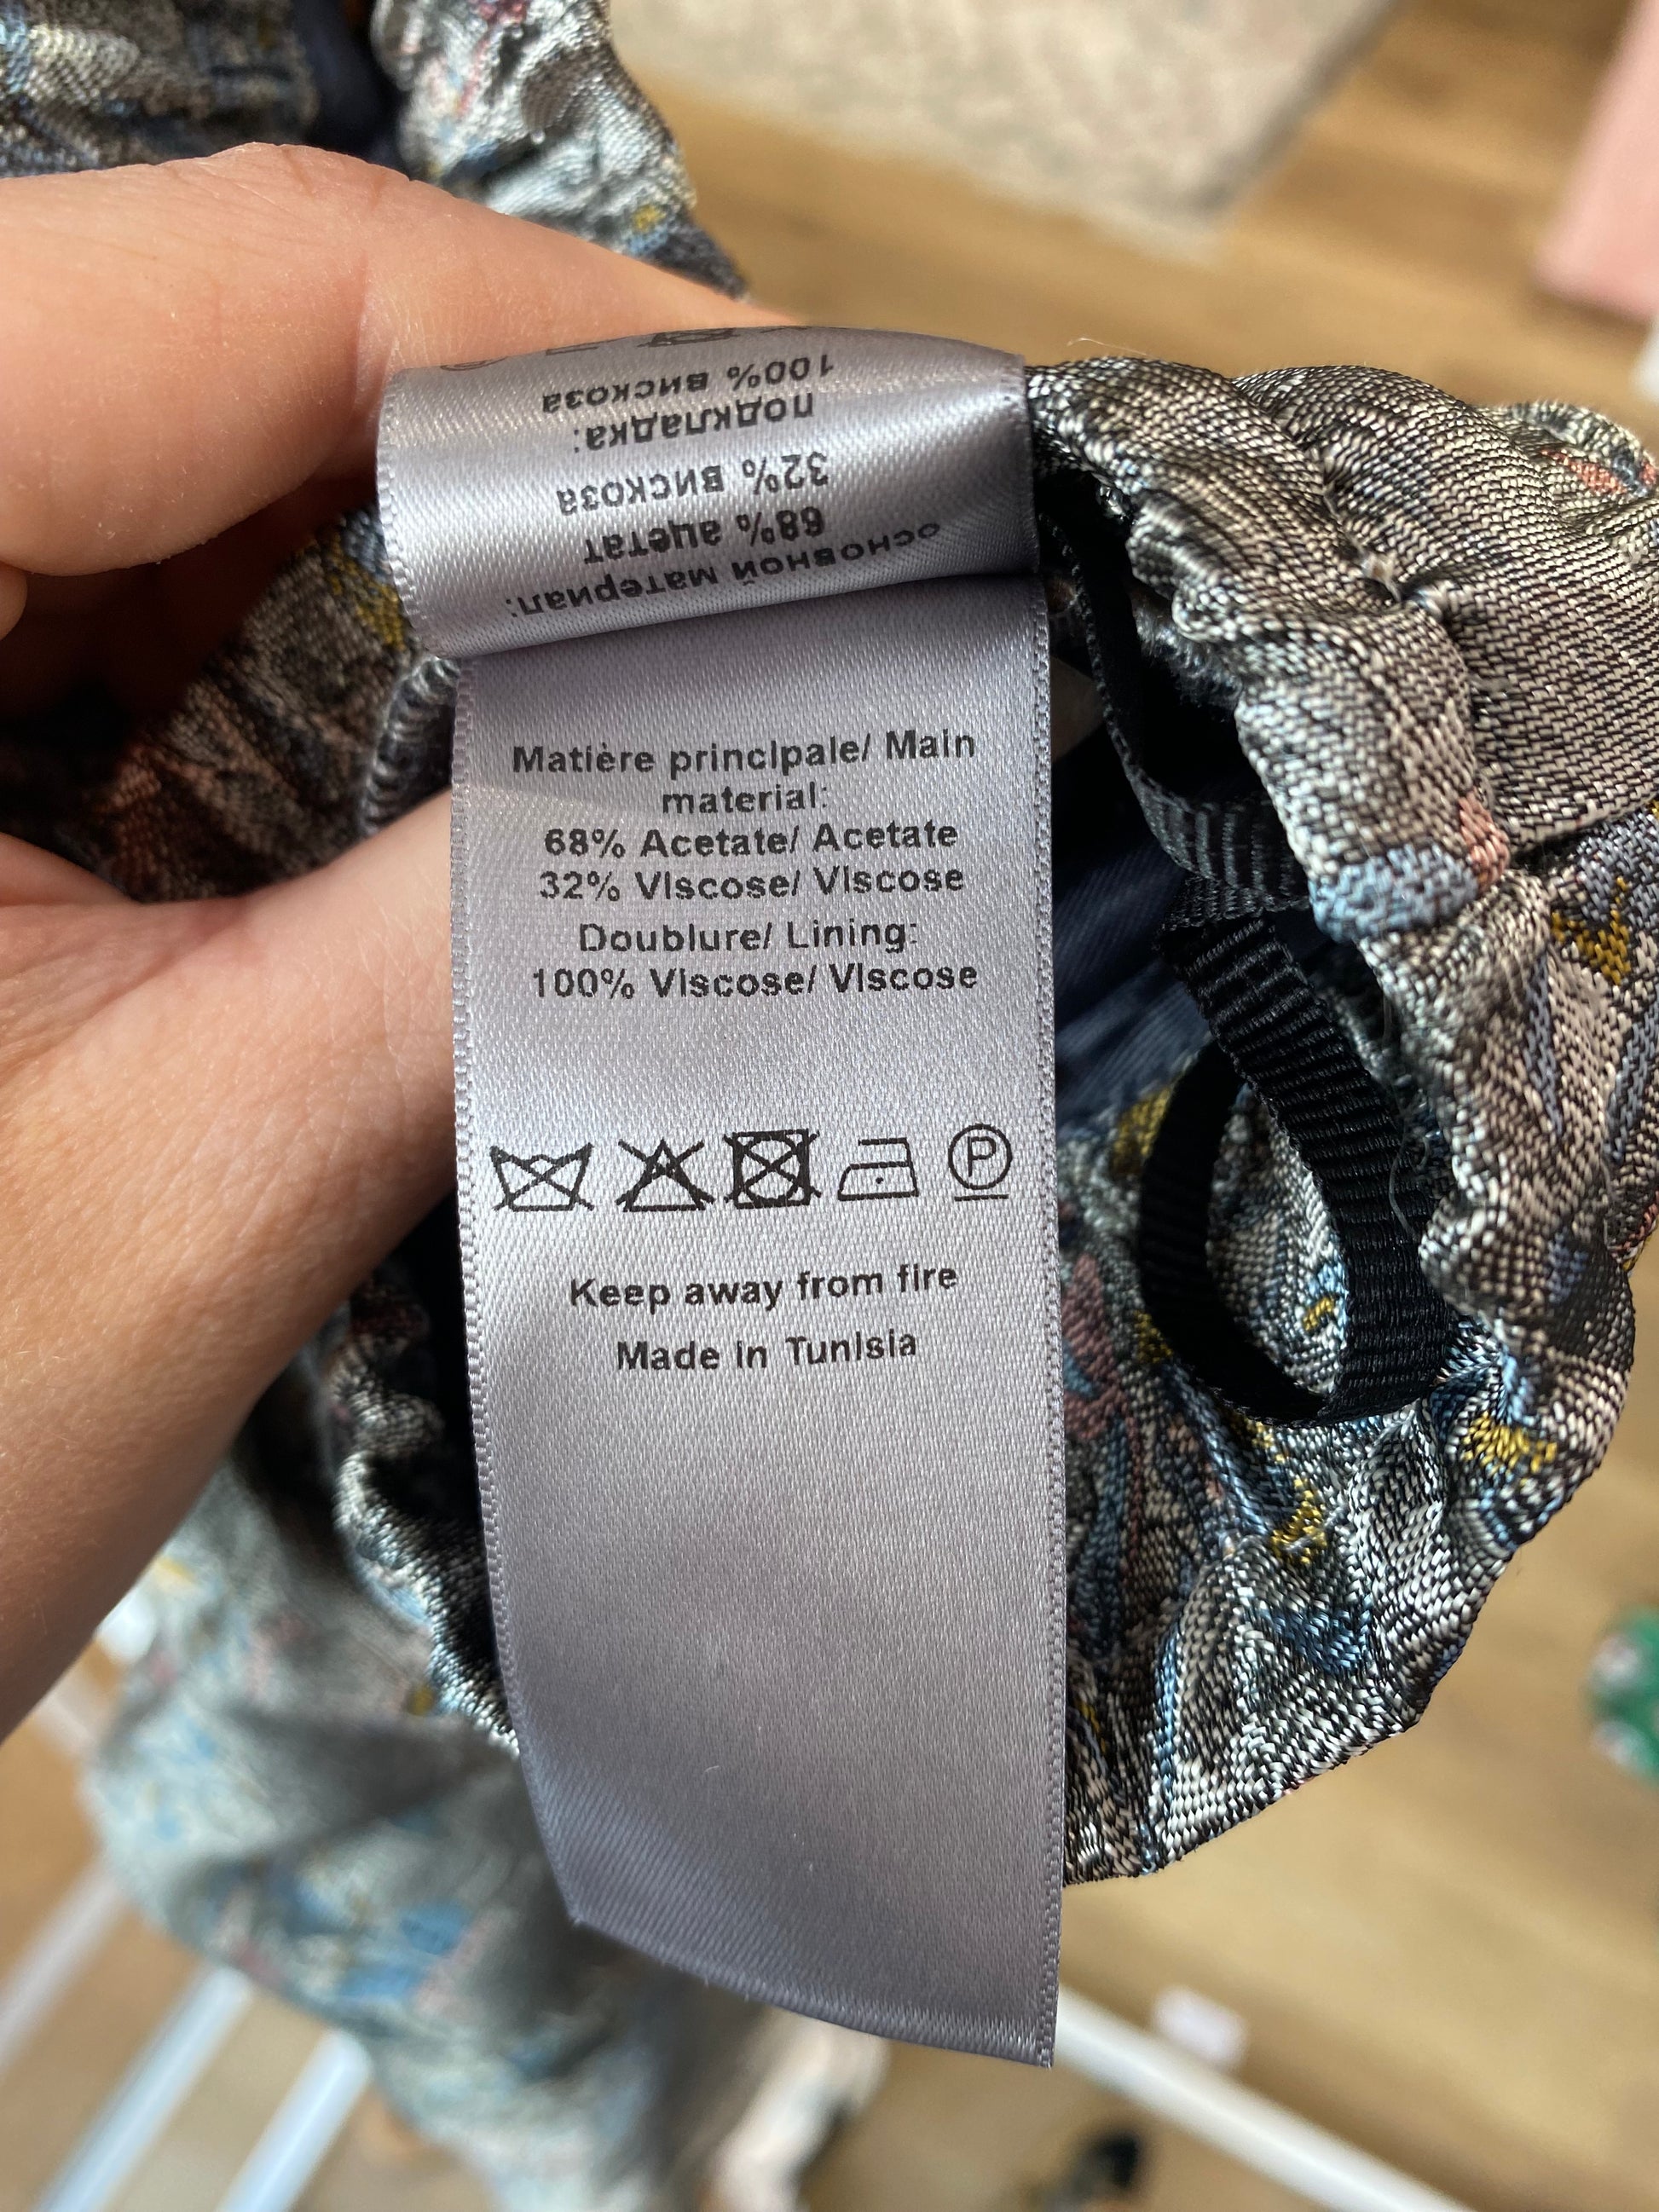 основной материал:
68% ацетат
32% вискоза
подкладка:
100% вискоза
Matière principale/ Main
material:
68% Acetate/ Acetate
32% Viscose/ Viscose
Doublure/ Lining:
100% Viscose/ Viscose
P
Keep away from fire
Made in Tunisia